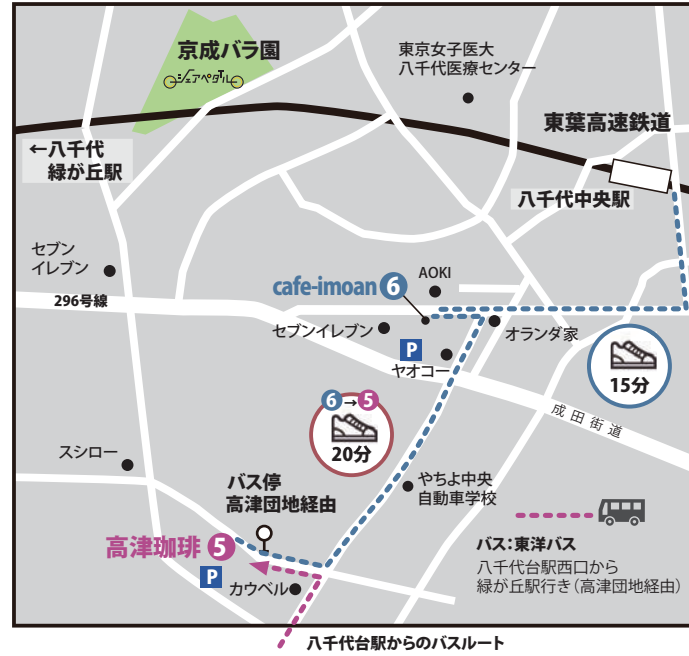 京成バラ園
シェアペダル
東京女子医大
八千代医療センター
東葉高速鉄道
←八千代
緑が丘駅
八千代中央駅
セブン
イレブン
AOKI
cafe-imoan 6
296号線
セブンイレブン
オランダ家
P
ヤオコー
15分
6→5
20分
成田街道
スシロー
バス停
高津団地経由
やちよ中央
自動車学校
高津珈琲 5
P
カウベル
バス:東洋バス
八千代台駅西口から
緑が丘駅行き(高津団地経由)
八千代台駅からのバスルート